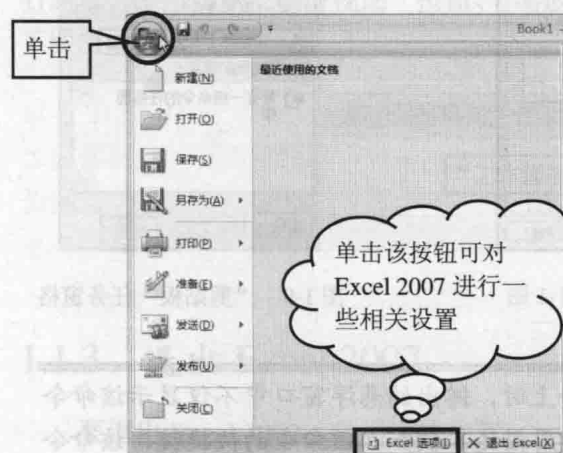 Book1 -
单击
最近使用的文档
新建(N)
打开(O)
保存(S)
另存为(A)
打印(P)
准备(E)
发送(D)
发布(U)
关闭(C)
单击该按钮可对
Excel 2007 进行一
些相关设置
Excel 选项(I)
退出 Excel(X)